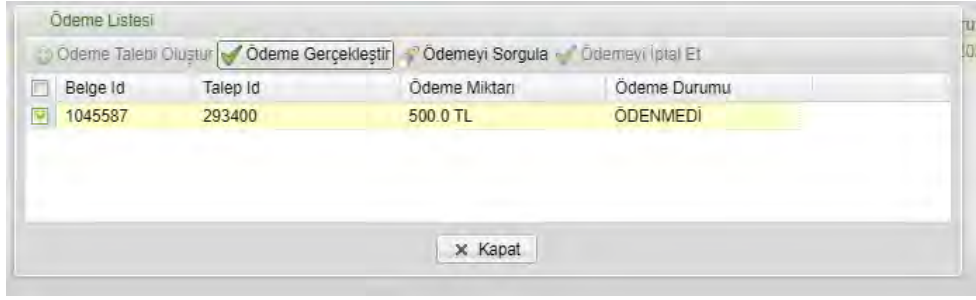 Ödeme Listesi
Ödeme Talebi Oluştur Ödeme Gerçekleştir Ödemeyi Sorgula Ödemeyi İptal Et
Belge Id Talep Id Ödeme Miktarı Ödeme Durumu
1045587 293400 500.0 TL ÖDENMEDİ
Kapat